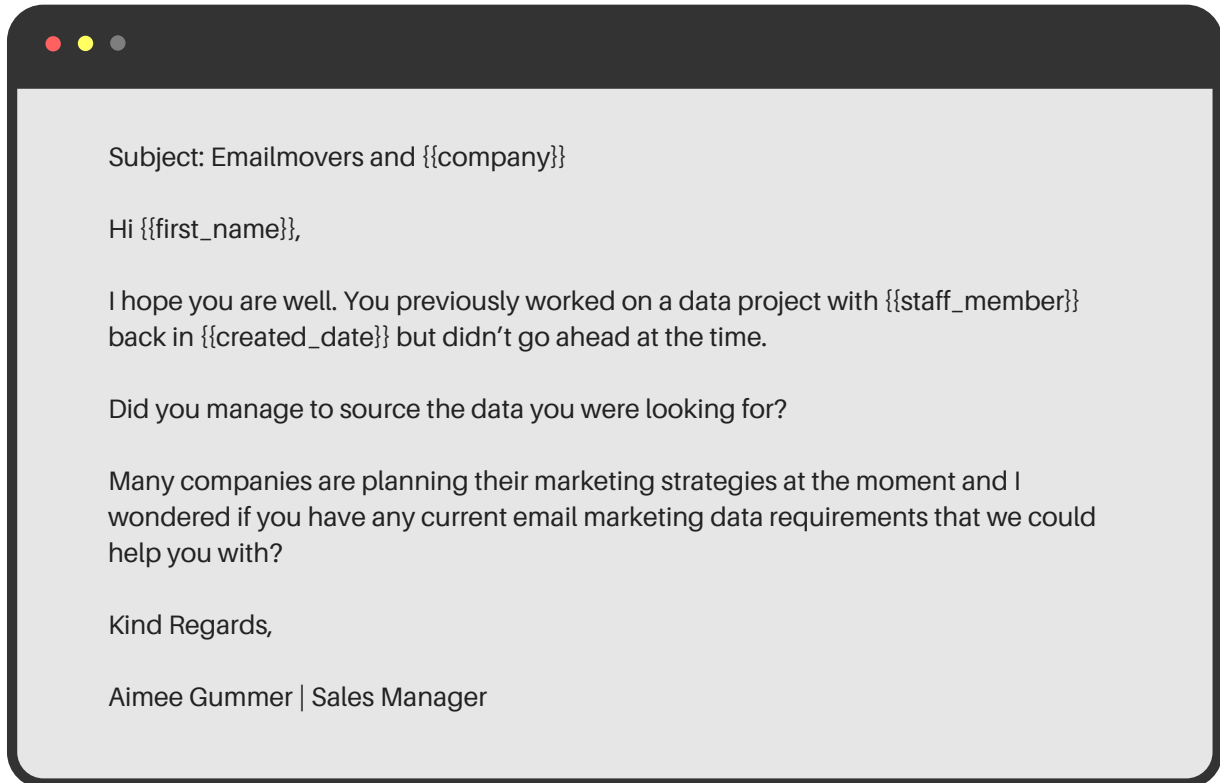 Subject: Emailmovers and {{company}}
Hi {{first_name}},
I hope you are well. You previously worked on a data project with {{staff_member}}
back in {{created_date}} but didn’t go ahead at the time.
Did you manage to source the data you were looking for?
Many companies are planning their marketing strategies at the moment and I
wondered if you have any current email marketing data requirements that we could
help you with?
Kind Regards,
Aimee Gummer | Sales Manager